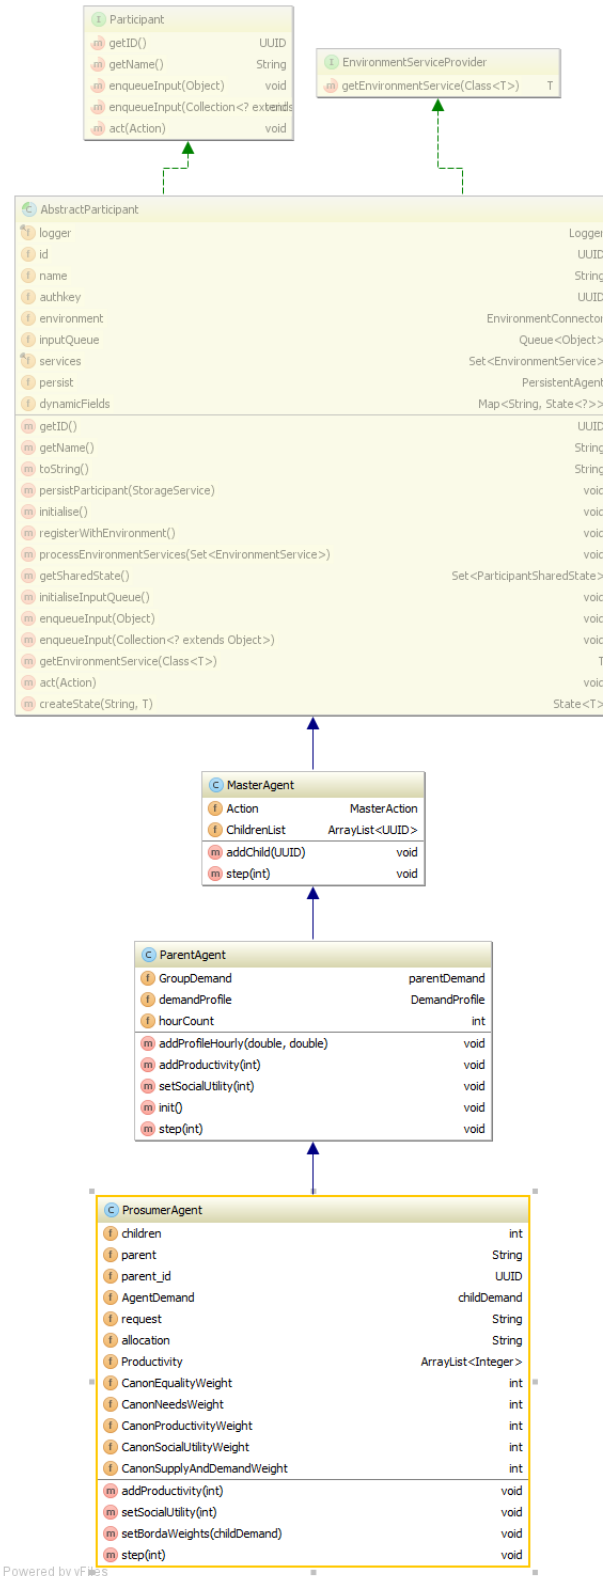 Participant
getID() UUID
getName() String
enqueueInput(Object) void
enqueueInput(Collection<? extends
act(Action) void
EnvironmentServiceProvider
getEnvironmentService(Class<T>) T
AbstractParticipant
logger Logger
id UUID
name String
authkey UUID
environment EnvironmentConnector
inputQueue Queue<Object>
services Set<EnvironmentService>
persist PersistentAgent
dynamicFields Map<String, State<?>>
getID() UUID
getName() String
toString() String
persistParticipant(StorageService) void
initialise() void
registerWithEnvironment() void
processEnvironmentServices(Set<EnvironmentService>) void
getSharedState() Set<ParticipantSharedState>
initialiseInputQueue() void
enqueueInput(Object) void
enqueueInput(Collection<? extends Object>) void
getEnvironmentService(Class<T>) T
act(Action) void
createState(String, T) State<T>
MasterAgent
Action MasterAction
ChildrenList ArrayList<UUID>
addChild(UUID) void
step(int) void
ParentAgent
GroupDemand parentDemand
demandProfile DemandProfile
hourCount int
addProfileHourly(double, double) void
addProductivity(int) void
setSocialUtility(int) void
init() void
step(int) void
ProsumerAgent
children int
parent String
parent_id UUID
AgentDemand childDemand
request String
allocation String
Productivity ArrayList<Integer>
CanonEqualityWeight int
CanonNeedsWeight int
CanonProductivityWeight int
CanonSocialUtilityWeight int
CanonSupplyAndDemandWeight int
addProductivity(int) void
setSocialUtility(int) void
setBordaWeights(childDemand) void
step(int) void
Powered by yFiles